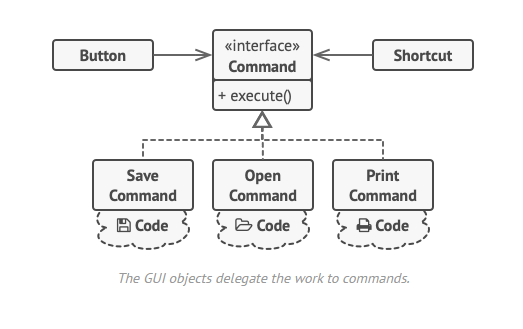 «interface»
Button
Command
Shortcut
+ execute()
Save
Command
Open
Command
Print
Command
Code
Code
Code
The GUI objects delegate the work to commands.